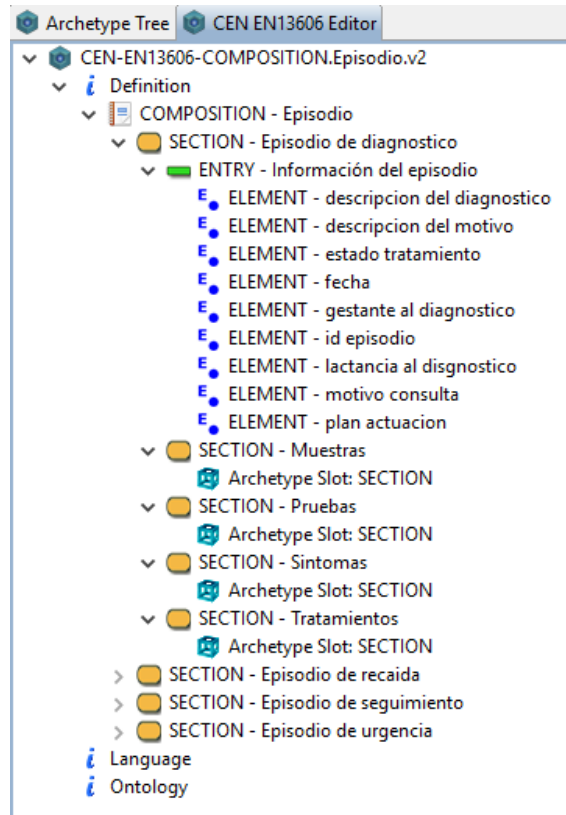 Archetype Tree CEN EN13606 Editor
CEN-EN13606-COMPOSITION.Episodio.v2
i Definition
COMPOSITION - Episodio
SECTION - Episodio de diagnostico
ENTRY - Información del episodio
E ELEMENT - descripcion del diagnostico
E ELEMENT - descripcion del motivo
E ELEMENT - estado tratamiento
E ELEMENT - fecha
E ELEMENT - gestante al diagnostico
E ELEMENT - id episodio
E ELEMENT - lactancia al disgnostico
E ELEMENT - motivo consulta
E ELEMENT - plan actuacion
SECTION - Muestras
Archetype Slot: SECTION
SECTION - Pruebas
Archetype Slot: SECTION
SECTION - Sintomas
Archetype Slot: SECTION
SECTION - Tratamientos
Archetype Slot: SECTION
SECTION - Episodio de recaida
SECTION - Episodio de seguimiento
SECTION - Episodio de urgencia
i Language
i Ontology